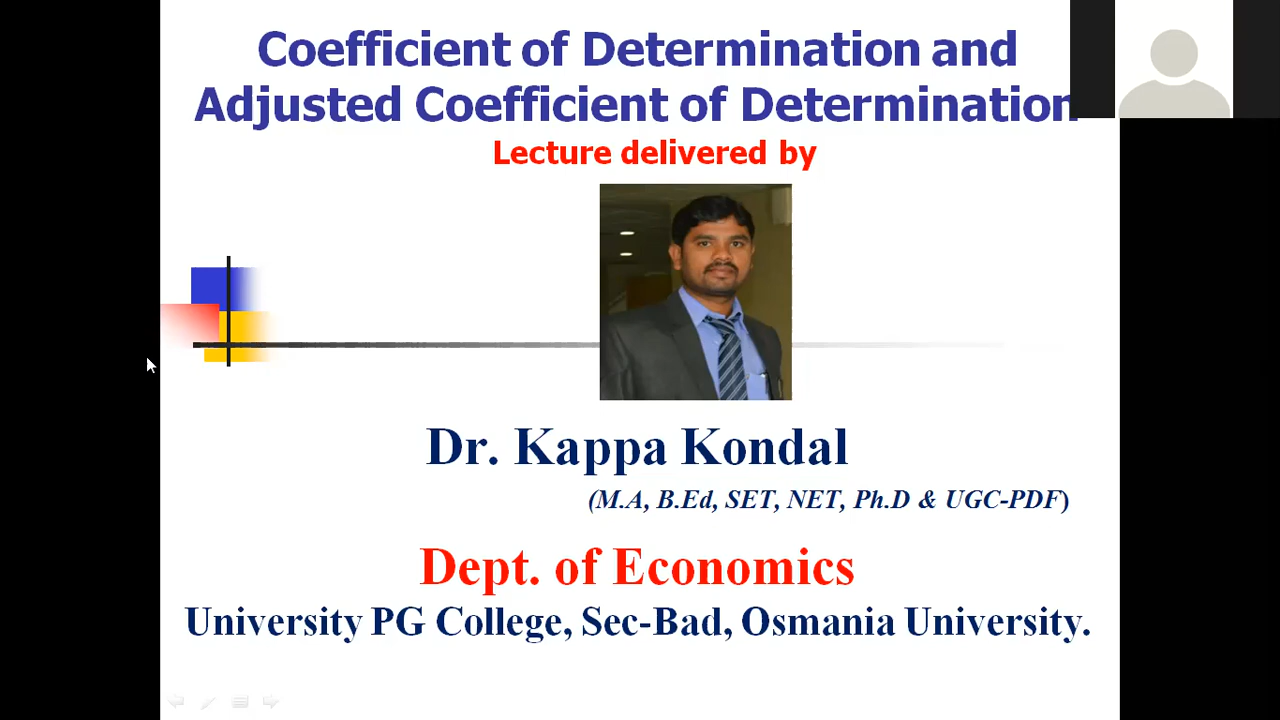 Coefficient of Determination and
Adjusted Coefficient of Determination
Lecture delivered by
Dr. Kappa Kondal
(M.A, B.Ed, SET, NET, Ph.D & UGC-PDF)
Dept. of Economics
University PG College, Sec-Bad, Osmania University.